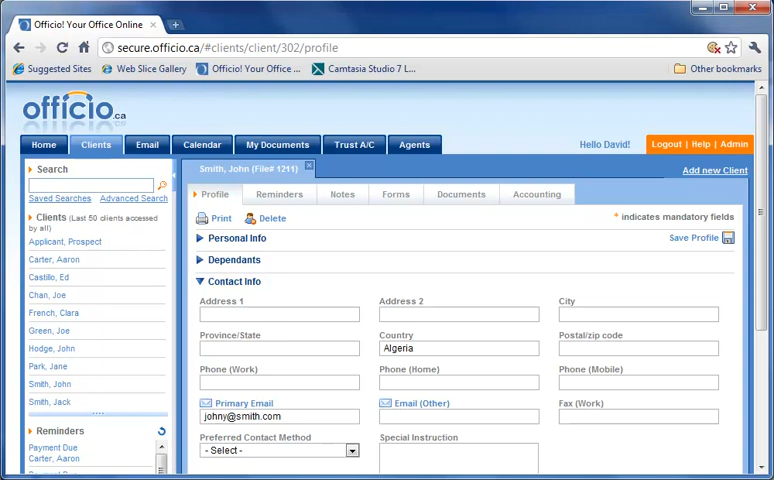 Officio! Your Office Online
secure.officio.ca/#clients/client/302/profile
Suggested Sites
Web Slice Gallery
Officio! Your Office ...
Camtasia Studio 7 L...
Other bookmarks
officio.ca
Home
Clients
Email
Calendar
My Documents
Trust A/C
Agents
Hello David!
Logout | Help | Admin
Search
Saved Searches
Advanced Search
Clients (Last 50 clients accessed
by all)
Applicant, Prospect
Carter, Aaron
Castillo, Ed
Chan, Joe
French, Clara
Green, Joe
Hodge, John
Park, Jane
Smith, John
Smith, Jack
Reminders
Payment Due
Carter, Aaron
Smith, John (File# 1211)
Add new Client
Profile
Reminders
Notes
Forms
Documents
Accounting
Print
Delete
* indicates mandatory fields
Personal Info
Save Profile
Dependants
Contact Info
Address 1
Address 2
City
Province/State
Country
Postal/zip code
Algeria
Phone (Work)
Phone (Home)
Phone (Mobile)
Primary Email
Email (Other)
Fax (Work)
johny@smith.com
Preferred Contact Method
Special Instruction
- Select -